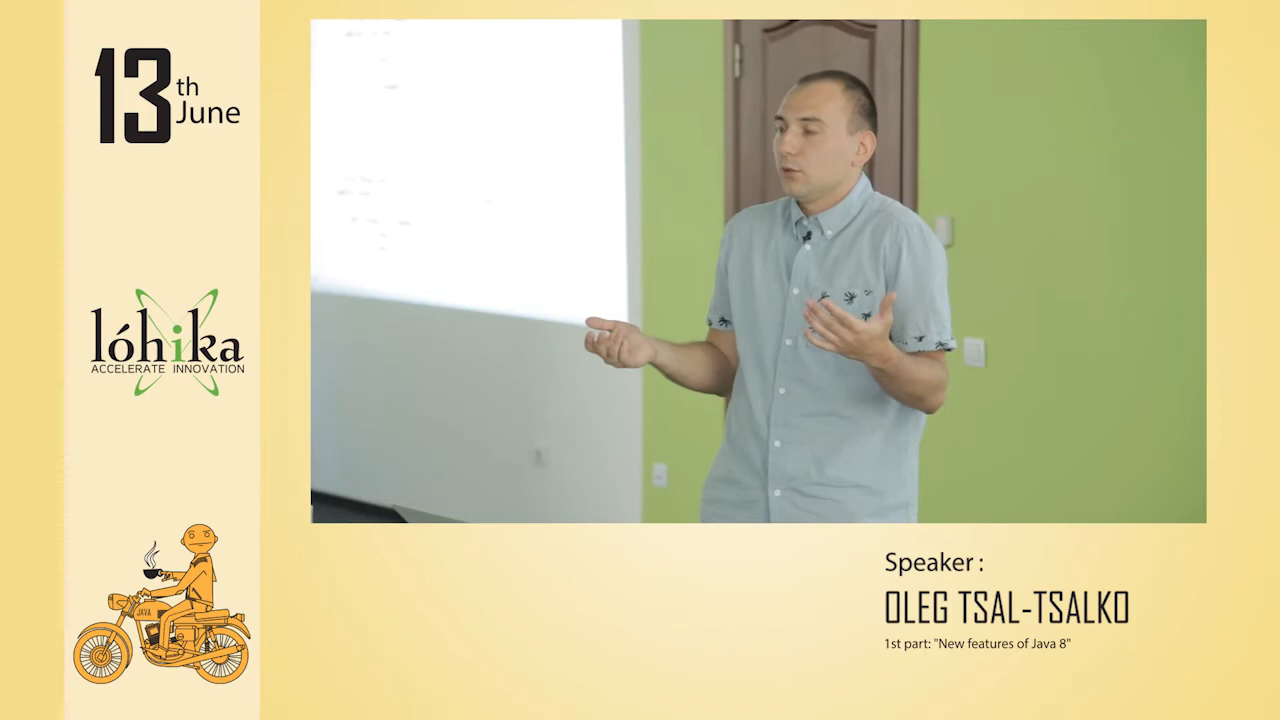 13
th
June
lóhika
ACCELERATE INNOVATION
JAVA
Speaker :
OLEG TSAL-TSALKO
1st part: "New features of Java 8"